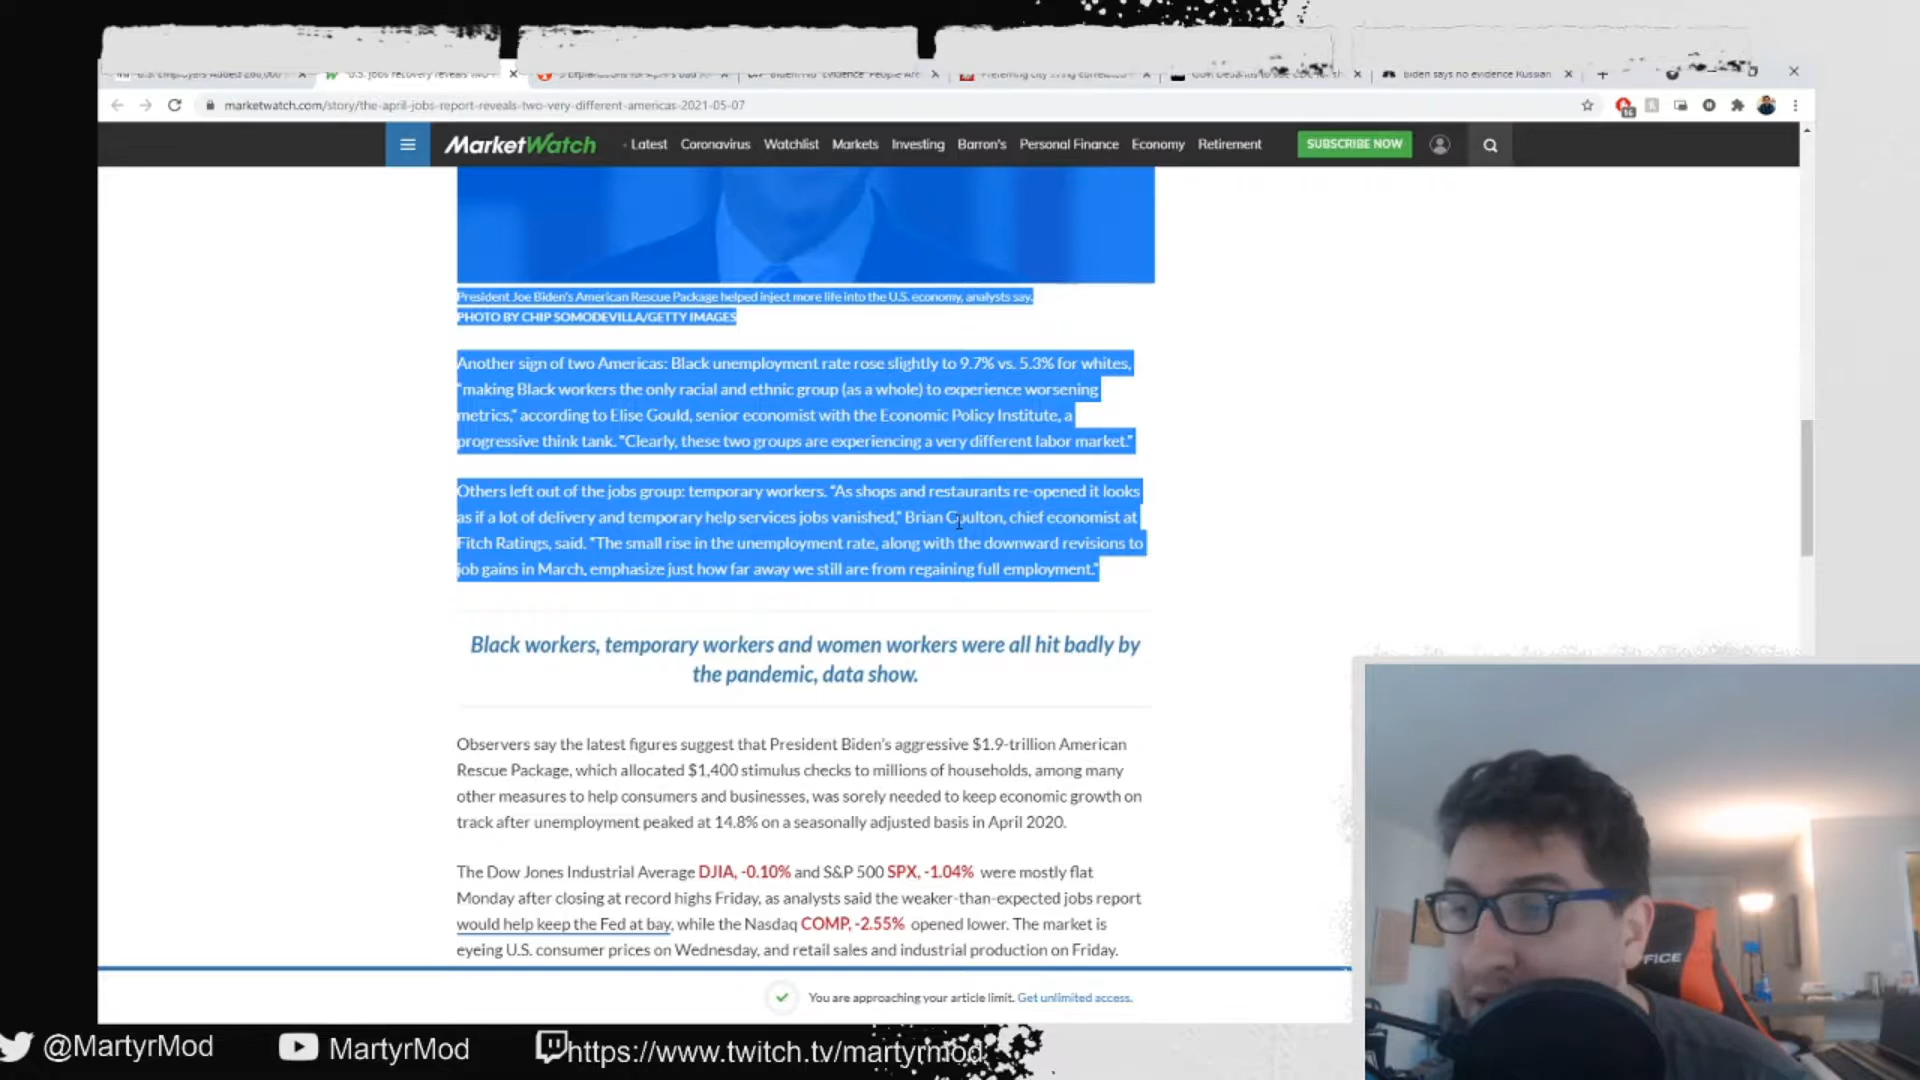 U.S. jobs recovery reveals two
Biden says no evidence Russian
marketwatch.com/story/the-april-jobs-report-reveals-two-very-different-americas-2021-05-07
MarketWatch
Latest Coronavirus Watchlist Markets Investing Barron's Personal Finance Economy Retirement
SUBSCRIBE NOW
President Joe Biden's American Rescue Package helped inject more life into the U.S. economy, analysts say.
PHOTO BY CHIP SOMODEVILLA/GETTY IMAGES
Another sign of two Americas: Black unemployment rate rose slightly to 9.7% vs. 5.3% for whites,
"making Black workers the only racial and ethnic group (as a whole) to experience worsening
metrics," according to Elise Gould, senior economist with the Economic Policy Institute, a
progressive think tank. "Clearly, these two groups are experiencing a very different labor market."
Others left out of the jobs group: temporary workers. "As shops and restaurants re-opened it looks
as if a lot of delivery and temporary help services jobs vanished," Brian Coulton, chief economist at
Fitch Ratings, said. "The small rise in the unemployment rate, along with the downward revisions to
job gains in March, emphasize just how far away we still are from regaining full employment."
Black workers, temporary workers and women workers were all hit badly by
the pandemic, data show.
Observers say the latest figures suggest that President Biden's aggressive $1.9-trillion American
Rescue Package, which allocated $1,400 stimulus checks to millions of households, among many
other measures to help consumers and businesses, was sorely needed to keep economic growth on
track after unemployment peaked at 14.8% on a seasonally adjusted basis in April 2020.
The Dow Jones Industrial Average DJIA, -0.10% and S&P 500 SPX, -1.04% were mostly flat
Monday after closing at record highs Friday, as analysts said the weaker-than-expected jobs report
would help keep the Fed at bay, while the Nasdaq COMP, -2.55% opened lower. The market is
eyeing U.S. consumer prices on Wednesday, and retail sales and industrial production on Friday.
You are approaching your article limit. Get unlimited access.
FICE
@MartyrMod MartyrMod https://www.twitch.tv/martyrmod